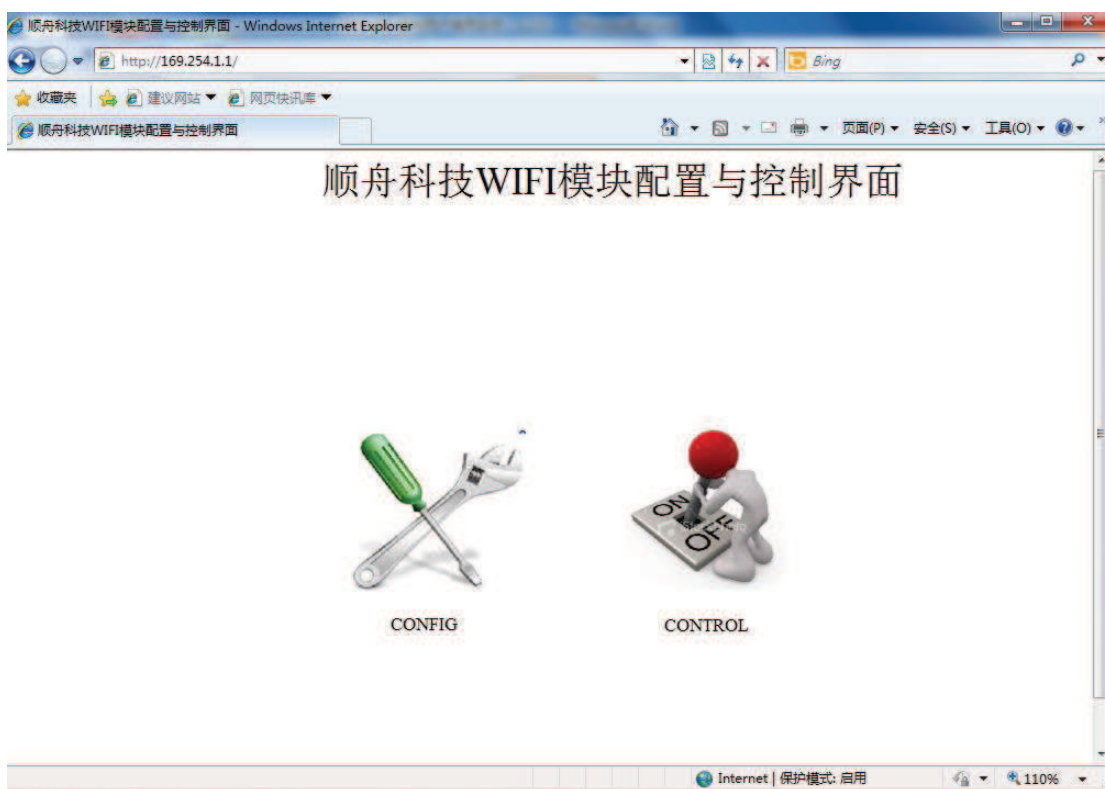 顺舟科技WIFI模块配置与控制界面 - Windows Internet Explorer
http://169.254.1.1/
Bing
收藏夹 建议网站 网页快讯库
顺舟科技WIFI模块配置与控制界面
页面(P) 安全(S) 工具(O)
顺舟科技WIFI模块配置与控制界面
ON
OFF
CONFIG
CONTROL
Internet | 保护模式: 启用
110%